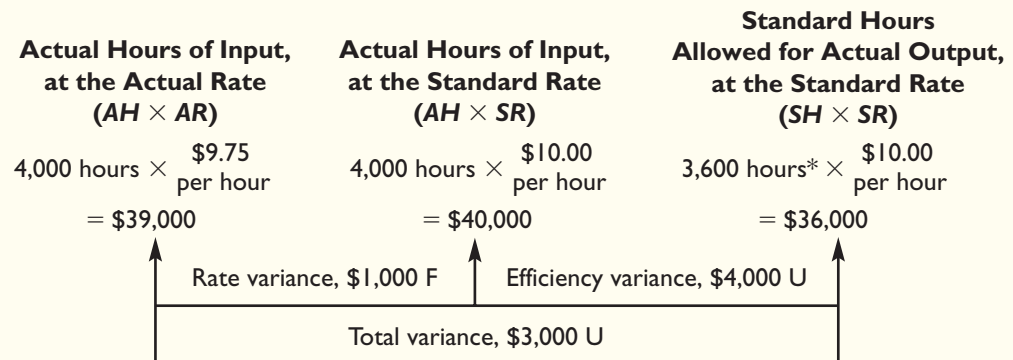 Actual Hours of Input,
at the Actual Rate
(AH × AR)
4,000 hours × $9.75
per hour
= $39,000
Actual Hours of Input,
at the Standard Rate
(AH × SR)
4,000 hours × $10.00
per hour
= $40,000
Standard Hours
Allowed for Actual Output,
at the Standard Rate
(SH × SR)
3,600 hours* × $10.00
per hour
= $36,000
Rate variance, $1,000 F
Efficiency variance, $4,000 U
Total variance, $3,000 U